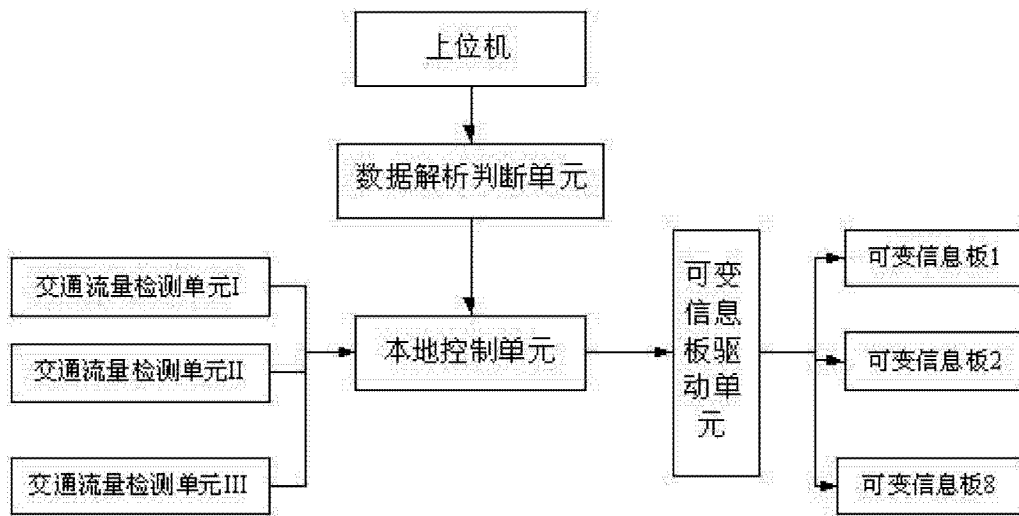 上位机
数据解析判断单元
交通流量检测单元I
交通流量检测单元II
交通流量检测单元III
本地控制单元
可变
信息
板驱
动单
元
可变信息板1
可变信息板2
可变信息板8